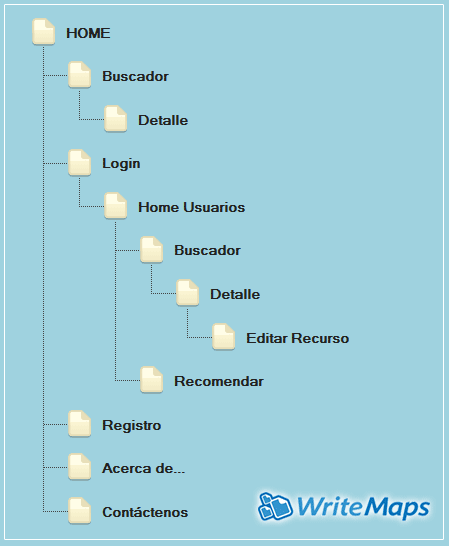 HOME
Buscador
Detalle
Login
Home Usuarios
Buscador
Detalle
Editar Recurso
Recomendar
Registro
Acerca de...
Contáctenos
WriteMaps